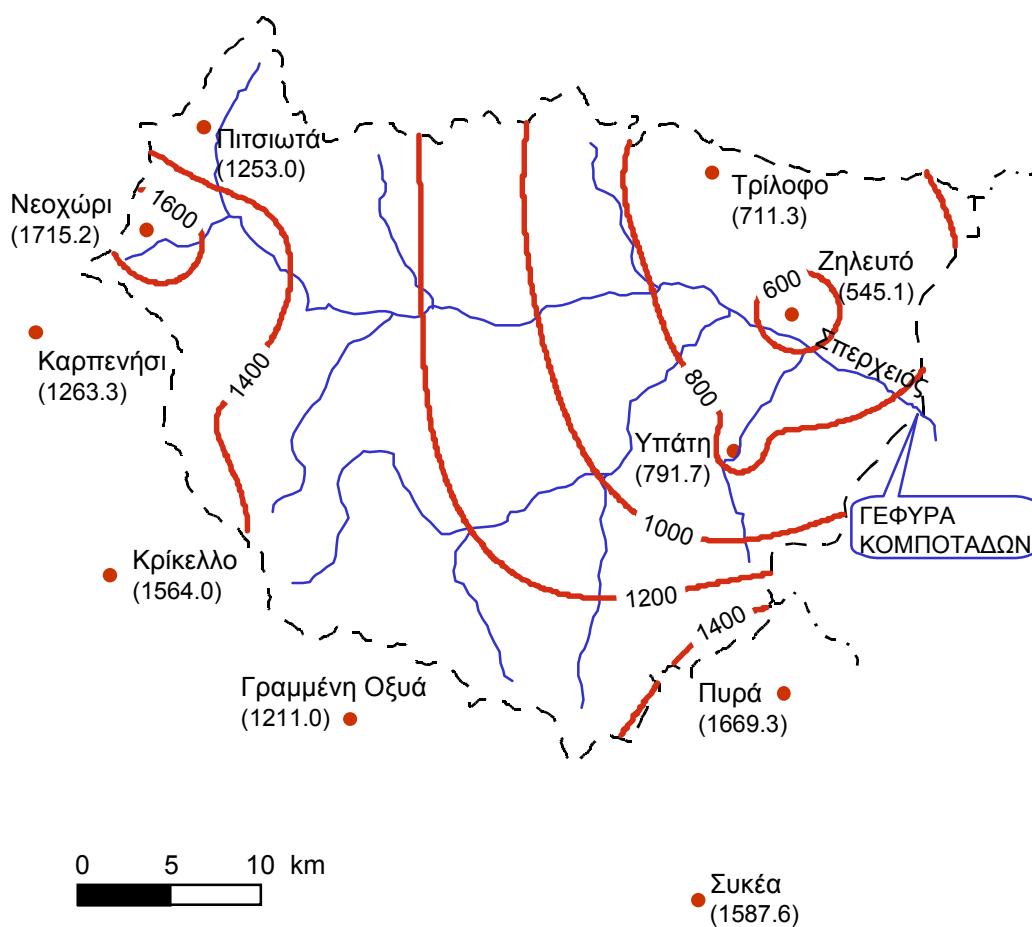 Πιτσιωτά
(1253.0)
Τρίλοφο
(711.3)
Νεοχώρι
(1715.2)
1600
Ζηλευτό
(545.1)
600
Σπερχειός
Καρπενήσι
(1263.3)
1400
800
Υπάτη
(791.7)
1000
ΓΕΦΥΡΑ
ΚΟΜΠΟΤΑΔΩΝ
Κρίκελλο
(1564.0)
1200
1400
Γραμμένη Οξυά
(1211.0)
Πυρά
(1669.3)
0 5 10 km
Συκέα
(1587.6)